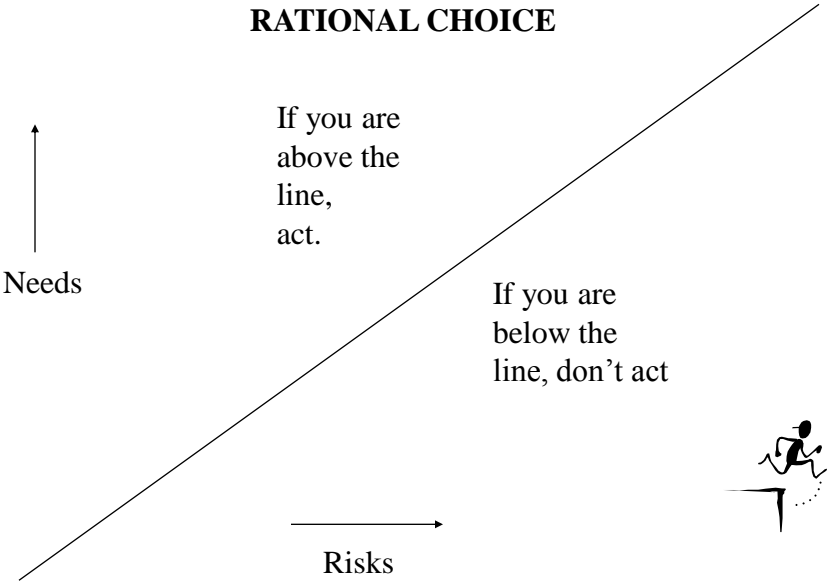 RATIONAL CHOICE
If you are
above the
line,
act.
Needs
If you are
below the
line, don’t act
Risks